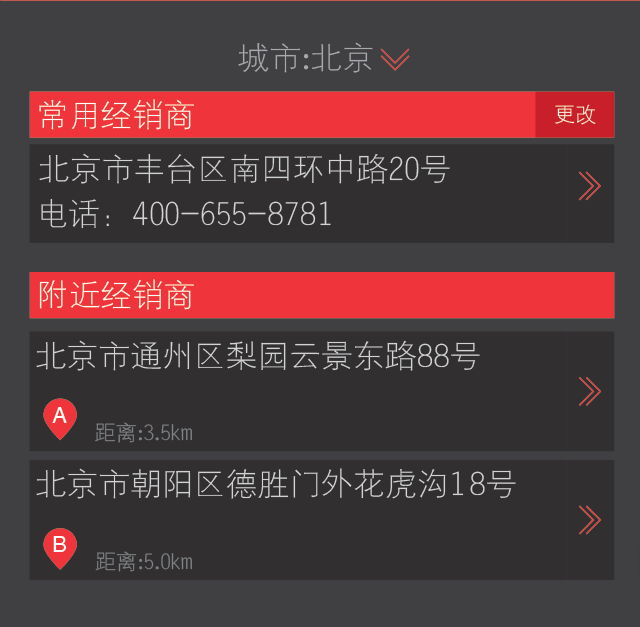 城市:北京
常用经销商 更改
北京市丰台区南四环中路20号
电话：400-655-8781
附近经销商
北京市通州区梨园云景东路88号
A 距离:3.5km
北京市朝阳区德胜门外花虎沟18号
B 距离:5.0km